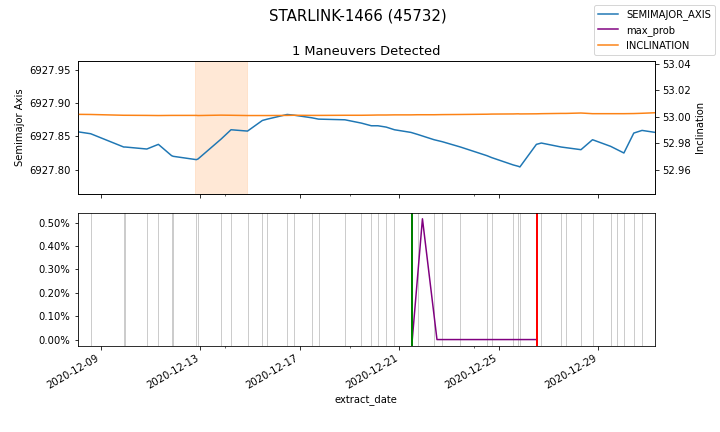 STARLINK-1466 (45732)
SEMIMAJOR_AXIS
max_prob
INCLINATION
1 Maneuvers Detected
6927.95
6927.90
6927.85
6927.80
Semimajor Axis
53.04
53.02
53.00
52.98
52.96
Inclination
0.50%
0.40%
0.30%
0.20%
0.10%
0.00%
2020-12-09
2020-12-13
2020-12-17
2020-12-21
2020-12-25
2020-12-29
extract_date